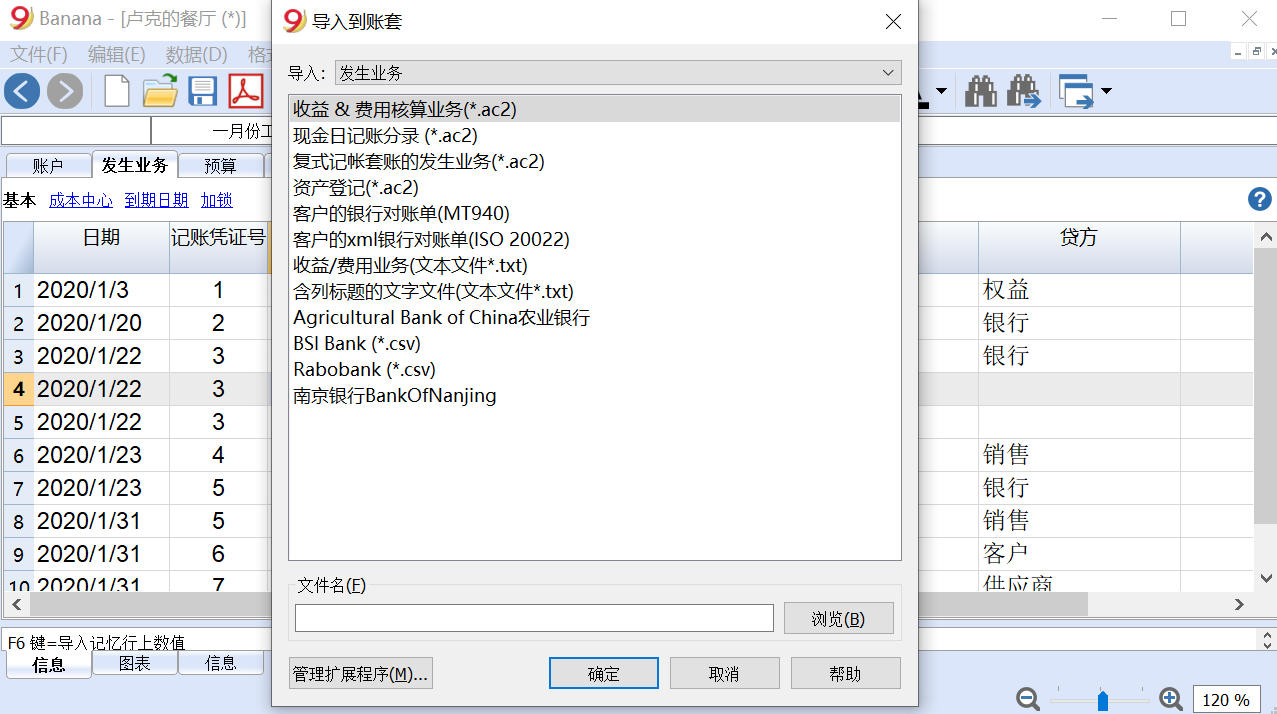 Banana - [卢克的餐厅 (*)]
文件(F) 编辑(E) 数据(D)
一月份
账户 发生业务 预算
基本 成本中心 到期日期 加锁
日期 记账凭证号 贷方
1 2020/1/3 1 权益
2 2020/1/20 2 银行
3 2020/1/22 3 银行
4 2020/1/22 3
5 2020/1/22 3
6 2020/1/23 4 销售
7 2020/1/23 5 银行
8 2020/1/31 5 销售
9 2020/1/31 6 客户
10 2020/1/31 7 供应商
F6 键=导入记忆行上数值
信息 图表 信息
120 %
导入到账套
导入: 发生业务
收益 & 费用核算业务(*.ac2)
现金日记账分录 (*.ac2)
复式记帐套账的发生业务(*.ac2)
资产登记(*.ac2)
客户的银行对账单(MT940)
客户的xml银行对账单(ISO 20022)
收益/费用业务(文本文件*.txt)
含列标题的文字文件(文本文件*.txt)
Agricultural Bank of China农业银行
BSI Bank (*.csv)
Rabobank (*.csv)
南京银行BankOfNanjing
文件名(F)
浏览(B)
管理扩展程序(M)... 确定 取消 帮助